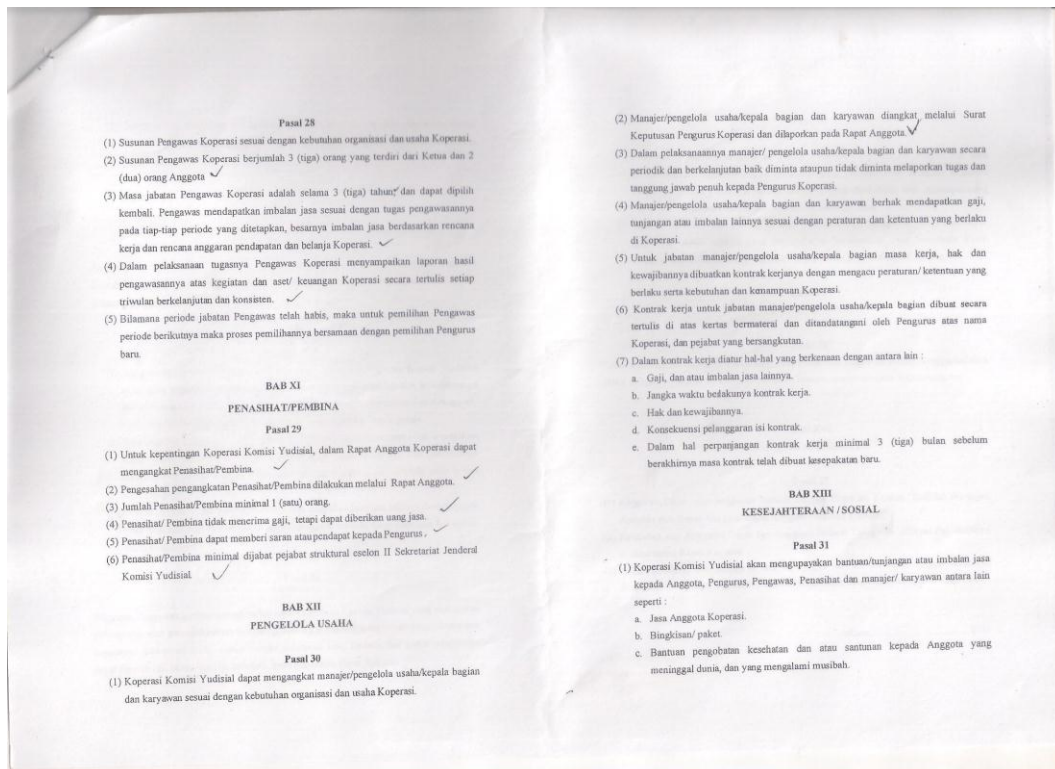 Pasal 28
(1) Susunan Pengawas Koperasi sesuai dengan kebutuhan organisasi dan usaha Koperasi.
(2) Susunan Pengawas Koperasi berjumlah 3 (tiga) orang yang terdiri dari Ketua dan 2
(dua) orang Anggota
(3) Masa jabatan Pengawas Koperasi adalah selama 3 (tiga) tahun, dan dapat dipilih
kembali. Pengawas mendapatkan imbalan jasa sesuai dengan tugas pengawasannya
pada tiap-tiap periode yang ditetapkan, besarnya imbalan jasa berdasarkan rencana
kerja dan rencana anggaran pendapatan dan belanja Koperasi.
(4) Dalam pelaksanaan tugasnya Pengawas Koperasi menyampaikan laporan hasil
pengawasannya atas kegiatan dan aset/ keuangan Koperasi secara tertulis setiap
triwulan berkelanjutan dan konsisten.
(5) Bilamana periode jabatan Pengawas telah habis, maka untuk pemilihan Pengawas
periode berikutnya maka proses pemilihannya bersamaan dengan pemilihan Pengurus
baru.
BAB XI
PENASIHAT/PEMBINA
Pasal 29
(1) Untuk kepentingan Koperasi Komisi Yudisial, dalam Rapat Anggota Koperasi dapat
mengangkat Penasihat/Pembina.
(2) Pengesahan pengangkatan Penasihat/Pembina dilakukan melalui Rapat Anggota.
(3) Jumlah Penasihat/Pembina minimal 1 (satu) orang.
(4) Penasihat/ Pembina tidak menerima gaji, tetapi dapat diberikan uang jasa.
(5) Penasihat/ Pembina dapat memberi saran atau pendapat kepada Pengurus.
(6) Penasihat/Pembina minimal dijabat pejabat struktural eselon II Sekretariat Jenderal
Komisi Yudisial
BAB XII
PENGELOLA USAHA
Pasal 30
(1) Koperasi Komisi Yudisial dapat mengangkat manajer/pengelola usaha/kepala bagian
dan karyawan sesuai dengan kebutuhan organisasi dan usaha Koperasi.
(2) Manajer/pengelola usaha/kepala bagian dan karyawan diangkat melalui Surat
Keputusan Pengurus Koperasi dan dilaporkan pada Rapat Anggota.
(3) Dalam pelaksanaannya manajer/ pengelola usaha/kepala bagian dan karyawan secara
periodik dan berkelanjutan baik diminta ataupun tidak diminta melaporkan tugas dan
tanggung jawab penuh kepada Pengurus Koperasi.
(4) Manajer/pengelola usaha/kepala bagian dan karyawan berhak mendapatkan gaji,
tunjangan atau imbalan lainnya sesuai dengan peraturan dan ketentuan yang berlaku
di Koperasi.
(5) Untuk jabatan manajer/pengelola usaha/kepala bagian masa kerja, hak dan
kewajibannya dibuatkan kontrak kerjanya dengan mengacu peraturan/ ketentuan yang
berlaku serta kebutuhan dan kemampuan Koperasi.
(6) Kontrak kerja untuk jabatan manajer/pengelola usaha/kepala bagian dibuat secara
tertulis di atas kertas bermaterai dan ditandatangani oleh Pengurus atas nama
Koperasi, dan pejabat yang bersangkutan.
(7) Dalam kontrak kerja diatur hal-hal yang berkenaan dengan antara lain :
a. Gaji, dan atau imbalan jasa lainnya.
b. Jangka waktu berlakunya kontrak kerja.
c. Hak dan kewajibannya.
d. Konsekuensi pelanggaran isi kontrak.
e. Dalam hal perpanjangan kontrak kerja minimal 3 (tiga) bulan sebelum
berakhirnya masa kontrak telah dibuat kesepakatan baru.
BAB XIII
KESEJAHTERAAN / SOSIAL
Pasal 31
(1) Koperasi Komisi Yudisial akan mengupayakan bantuan/tunjangan atau imbalan jasa
kepada Anggota, Pengurus, Pengawas, Penasihat dan manajer/ karyawan antara lain
seperti :
a. Jasa Anggota Koperasi.
b. Bingkisan/ paket.
c. Bantuan pengobatan kesehatan dan atau santunan kepada Anggota yang
meninggal dunia, dan yang mengalami musibah.